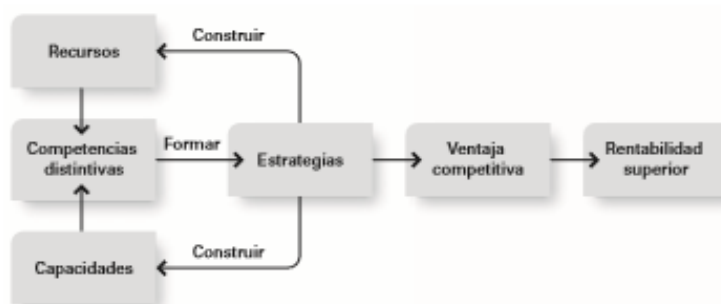 Construir
Recursos
Competencias
distintivas
Formar
Estrategias
Ventaja
competitiva
Rentabilidad
superior
Construir
Capacidades